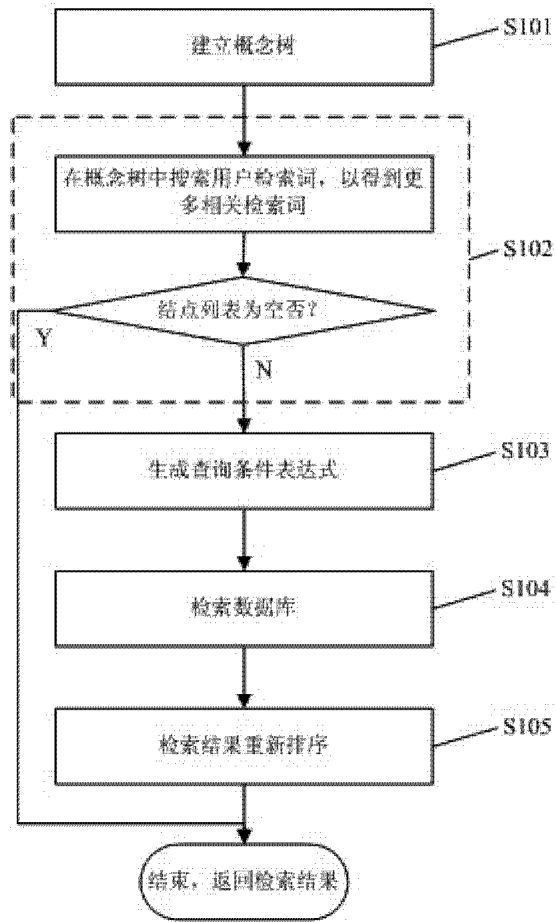 建立概念树
S101
在概念树中搜索用户检索词，以得到更
多相关检索词
S102
结点列表为空否？
Y
N
生成查询条件表达式
S103
检索数据库
S104
检索结果重新排序
S105
结束，返回检索结果